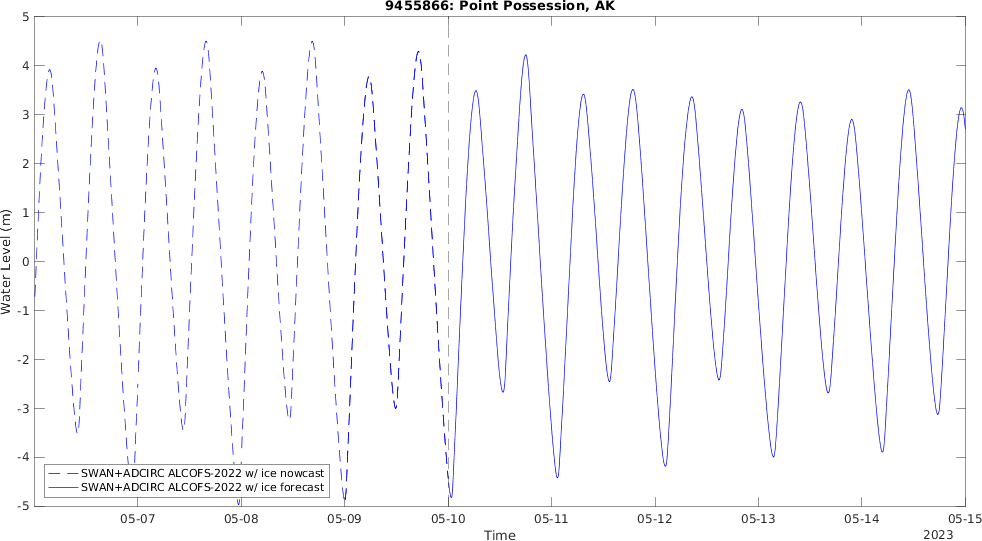 9455866: Point Possession, AK
5
4
3
2
1
0
-1
-2
-3
-4
-5
Water Level (m)
SWAN+ADCIRC ALCOFS-2022 w/ ice nowcast
SWAN+ADCIRC ALCOFS-2022 w/ ice forecast
05-07 05-08 05-09 05-10 05-11 05-12 05-13 05-14 05-15
Time
2023